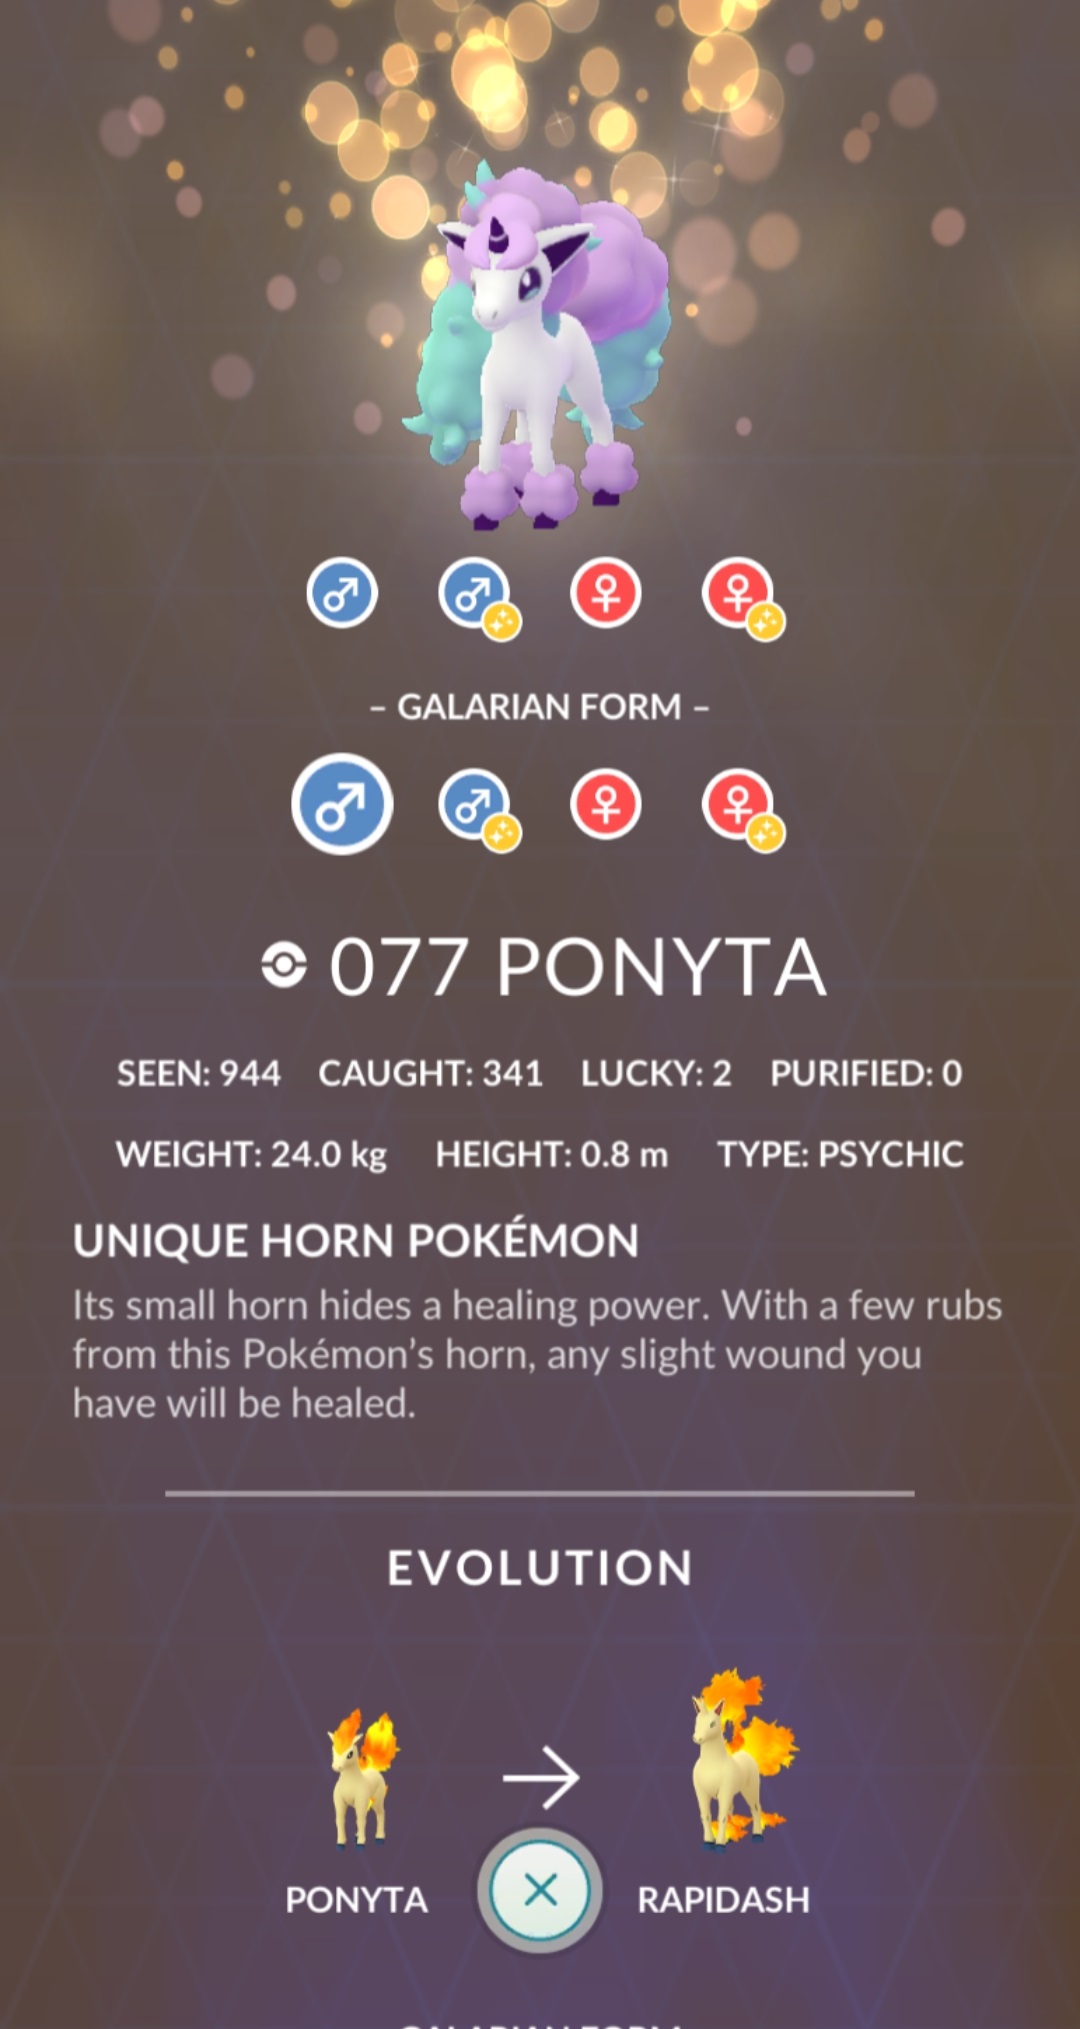 – GALARIAN FORM –
077 PONYTA
SEEN: 944 CAUGHT: 341 LUCKY: 2 PURIFIED: 0
WEIGHT: 24.0 kg HEIGHT: 0.8 m TYPE: PSYCHIC
UNIQUE HORN POKÉMON
Its small horn hides a healing power. With a few rubs
from this Pokémon’s horn, any slight wound you
have will be healed.
EVOLUTION
PONYTA RAPIDASH
GALARIAN FORM